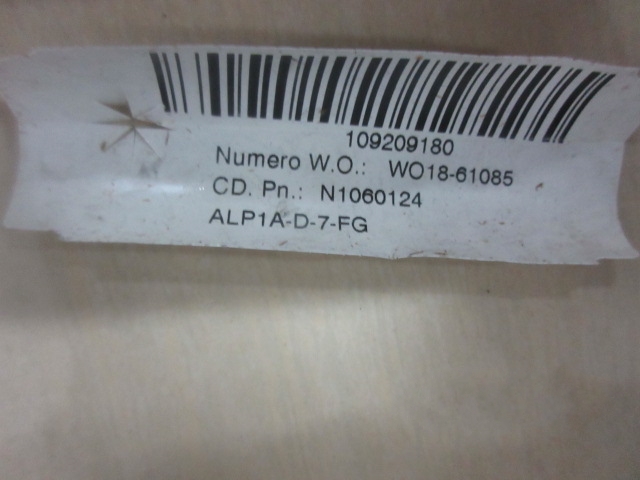 109209180
Numero W.O.: WO18-61085
CD. Pn.: N1060124
ALP1A-D-7-FG